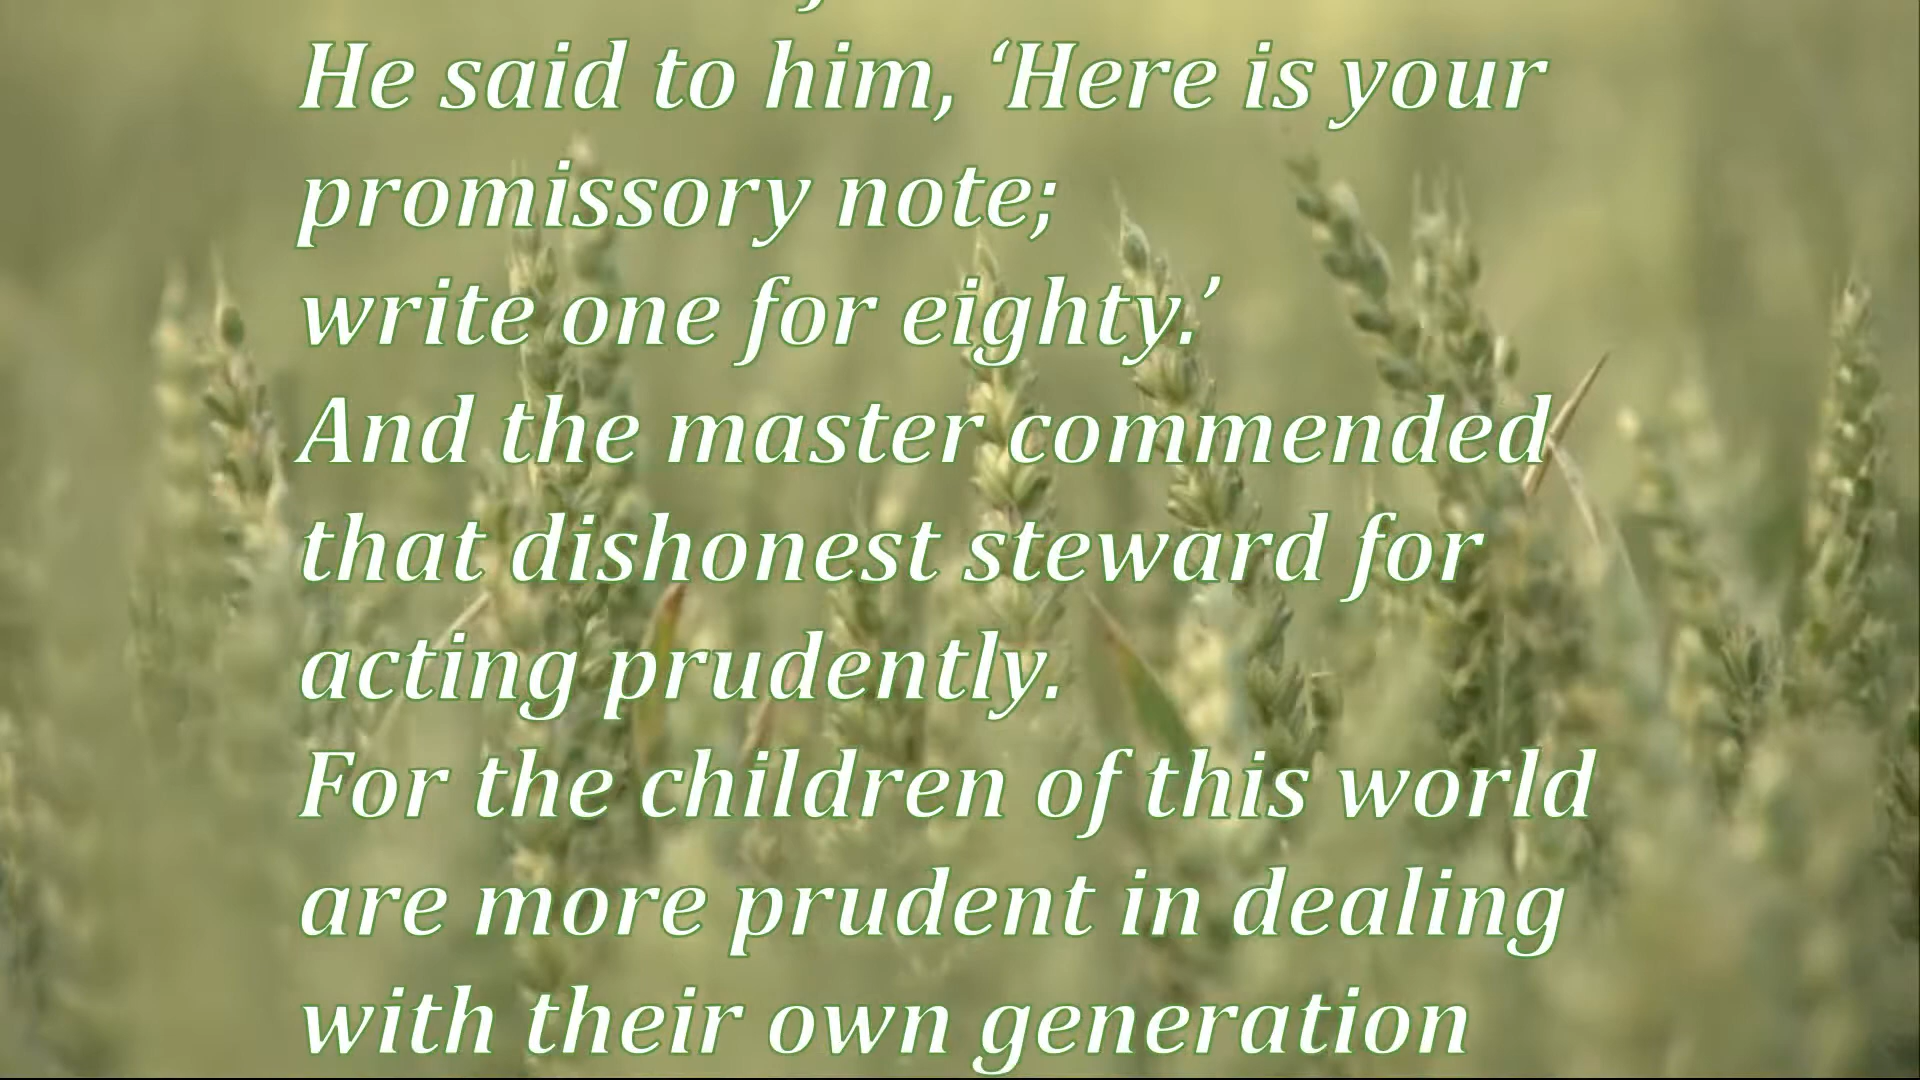 He said to him, ‘Here is your
promissory note;
write one for eighty.’
And the master commended
that dishonest steward for
acting prudently.
For the children of this world
are more prudent in dealing
with their own generation